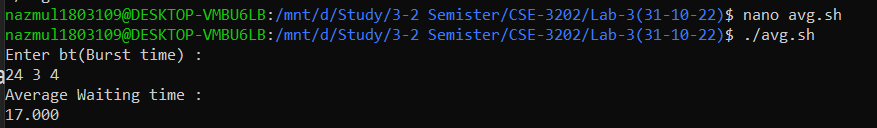 nazmul1803109@DESKTOP-VMBU6LB:/mnt/d/Study/3-2 Semister/CSE-3202/Lab-3(31-10-22)$ nano avg.sh
nazmul1803109@DESKTOP-VMBU6LB:/mnt/d/Study/3-2 Semister/CSE-3202/Lab-3(31-10-22)$ ./avg.sh
Enter bt(Burst time) :
24 3 4
Average Waiting time :
17.000